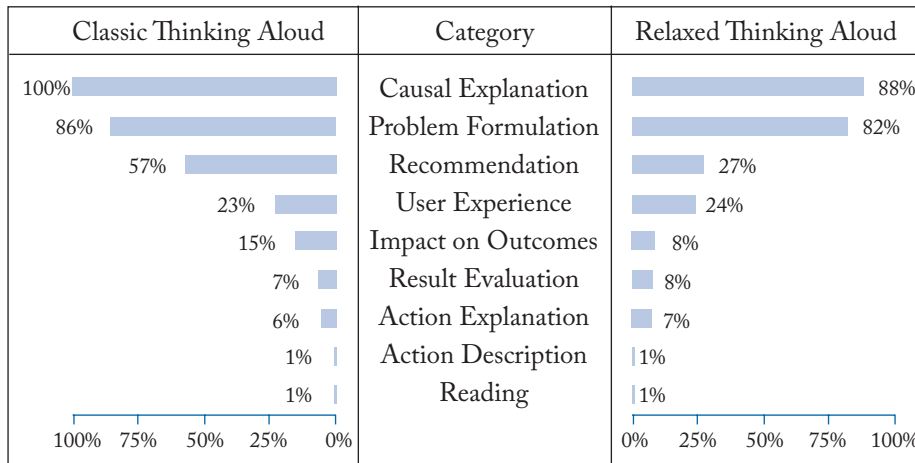 Classic Thinking Aloud Category Relaxed Thinking Aloud
100% Causal Explanation 88%
86% Problem Formulation 82%
57% Recommendation 27%
23% User Experience 24%
15% Impact on Outcomes 8%
7% Result Evaluation 8%
6% Action Explanation 7%
1% Action Description 1%
1% Reading 1%
100% 75% 50% 25% 0% 0% 25% 50% 75% 100%